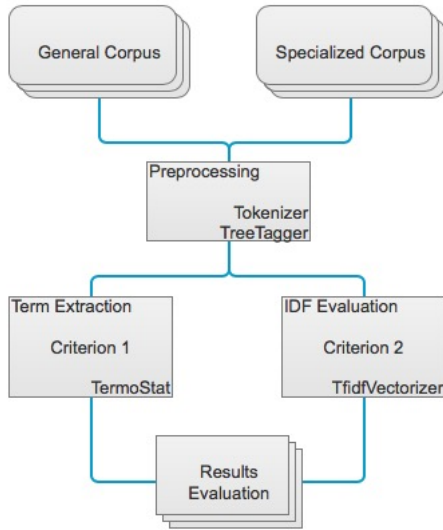 General Corpus
Specialized Corpus
Preprocessing
Tokenizer
TreeTagger
Term Extraction
Criterion 1
TermoStat
IDF Evaluation
Criterion 2
TfidfVectorizer
Results
Evaluation